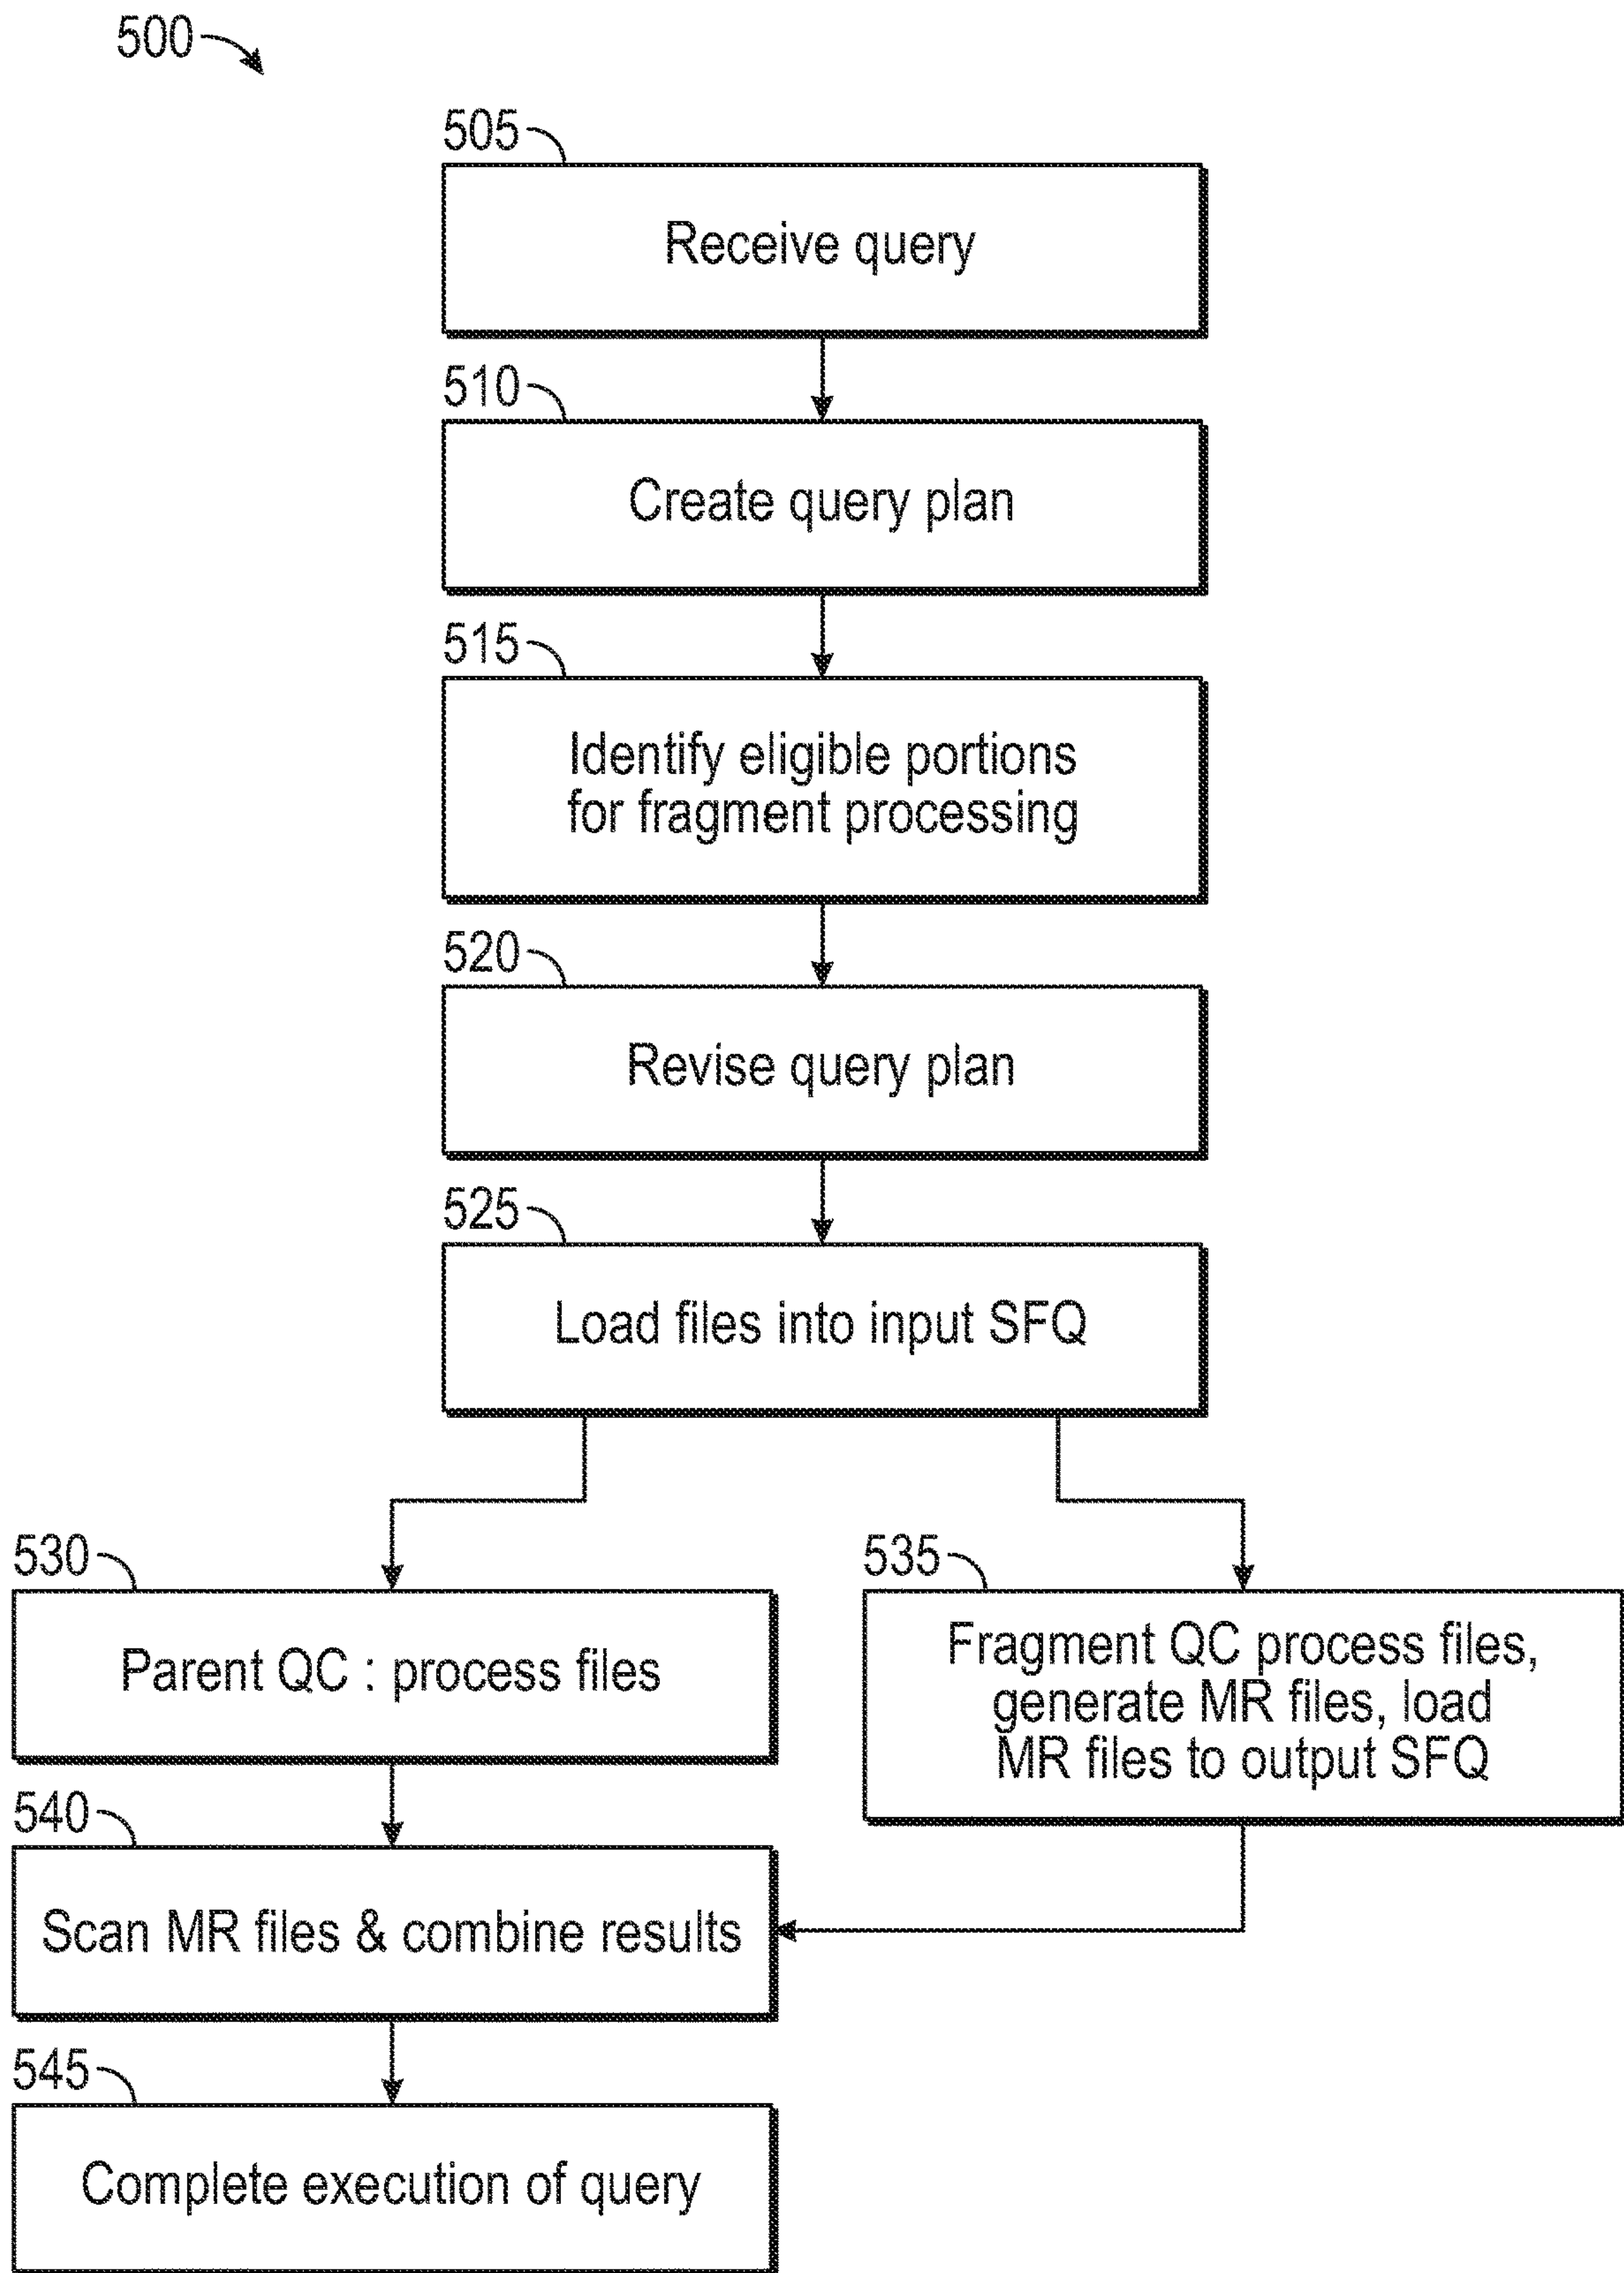 500
505
Receive query
510
Create query plan
515
Identify eligible portions
for fragment processing
520
Revise query plan
525
Load files into input SFQ
530
Parent QC : process files
535
Fragment QC process files,
generate MR files, load
MR files to output SFQ
540
Scan MR files & combine results
545
Complete execution of query